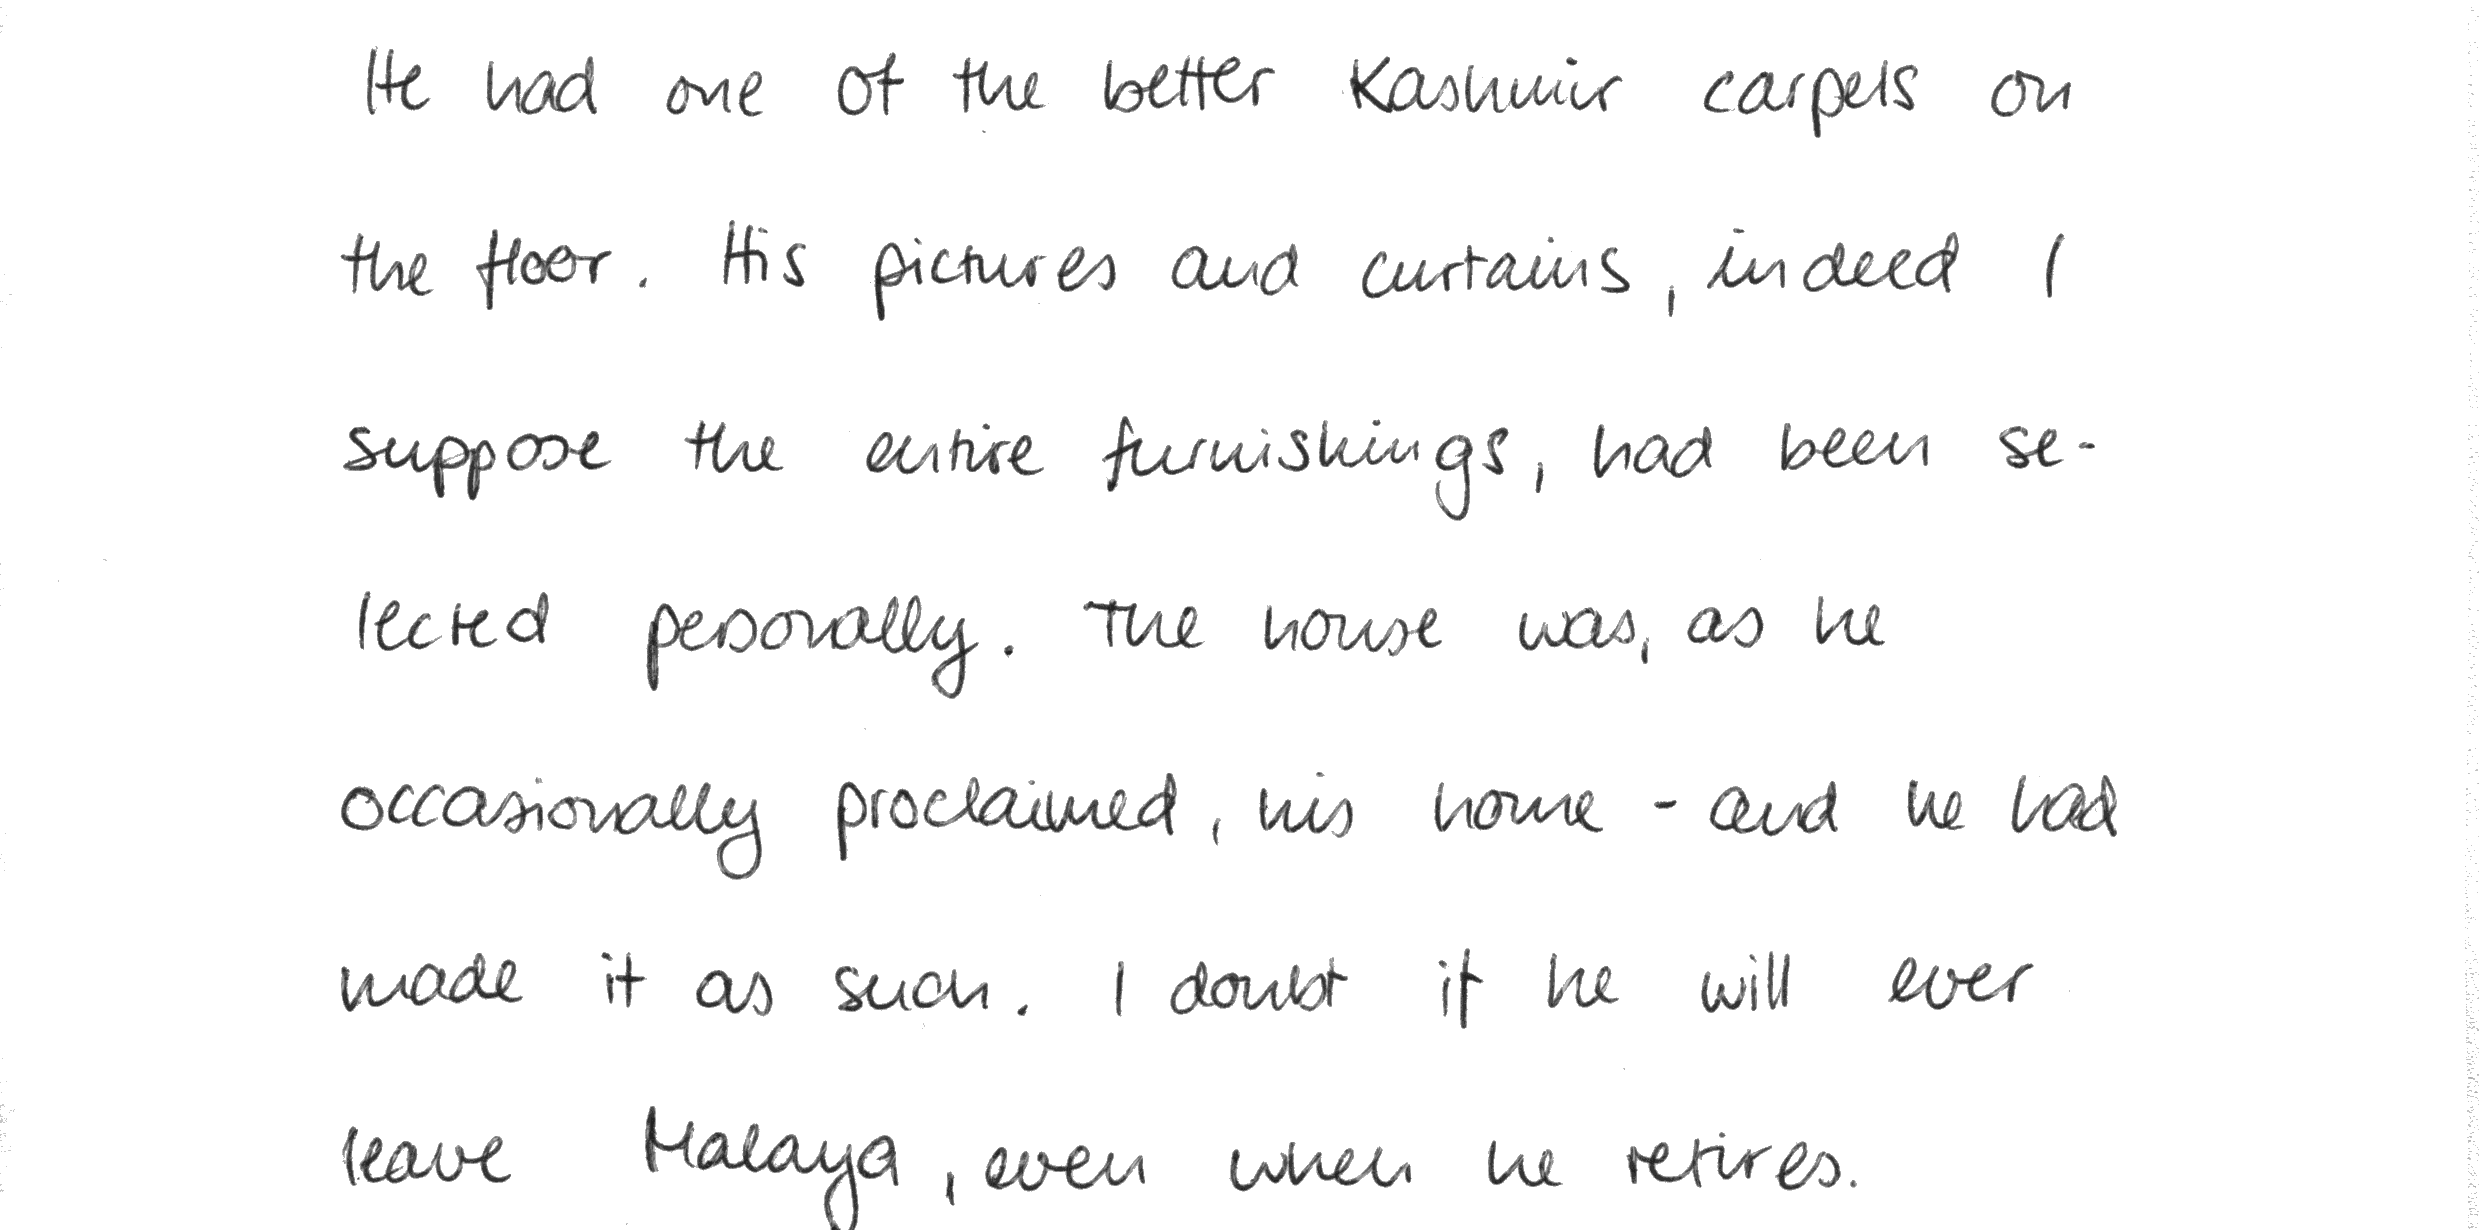 He had one of the better Kashmir carpets on
the floor. His pictures and curtains, indeed I
suppose the entire furnishings, had been se-
lected personally. The house was, as he
occasionally proclaimed, his home - and he had
made it as such. I doubt if he will ever
leave Malaya, even when he retires.